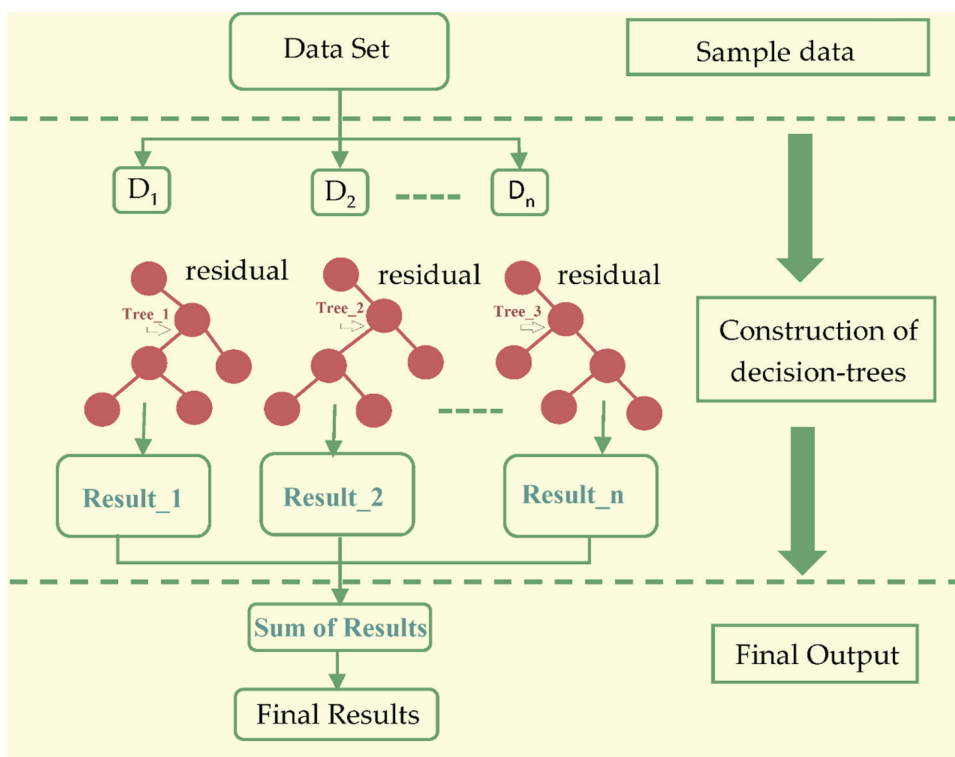 Data Set
Sample data
D₁
D₂
Dₙ
residual
residual
residual
Tree_1
Tree_2
Tree_3
Construction of
decision-trees
Result_1
Result_2
Result_n
Sum of Results
Final Output
Final Results